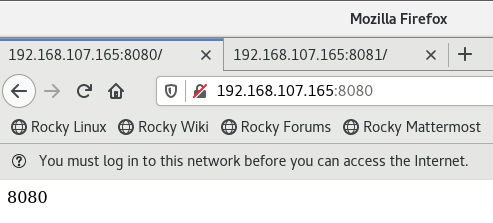 Mozilla Firefox
192.168.107.165:8080/ 192.168.107.165:8081/
192.168.107.165:8080
Rocky Linux Rocky Wiki Rocky Forums Rocky Mattermost
You must log in to this network before you can access the Internet.
8080